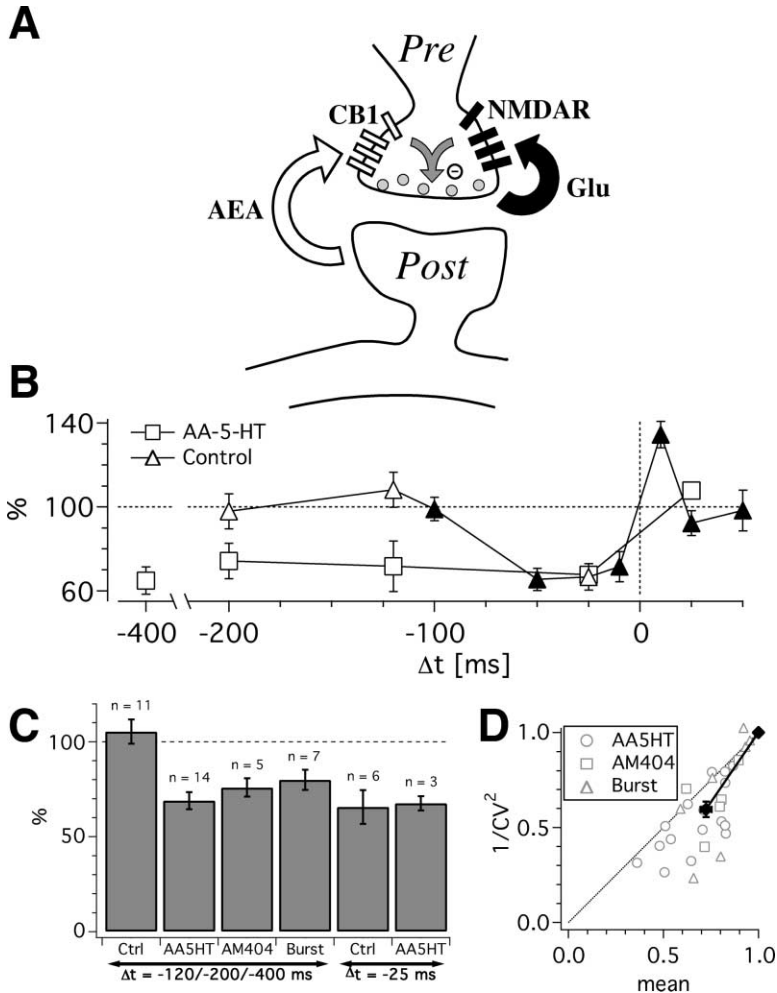 A
Pre
CB1
NMDAR
AEA
Glu
Post
B
AA-5-HT
Control
140
100
60
%
-400
-200
-100
0
Δt [ms]
C
n = 11
n = 14
n = 5
n = 7
n = 6
n = 3
100
50
0
%
Ctrl AA5HT AM404 Burst Ctrl AA5HT
Δt = -120/-200/-400 ms
Δt = -25 ms
D
AA5HT
AM404
Burst
1.0
0.5
0.0
1/CV²
0.0 0.5 1.0
mean